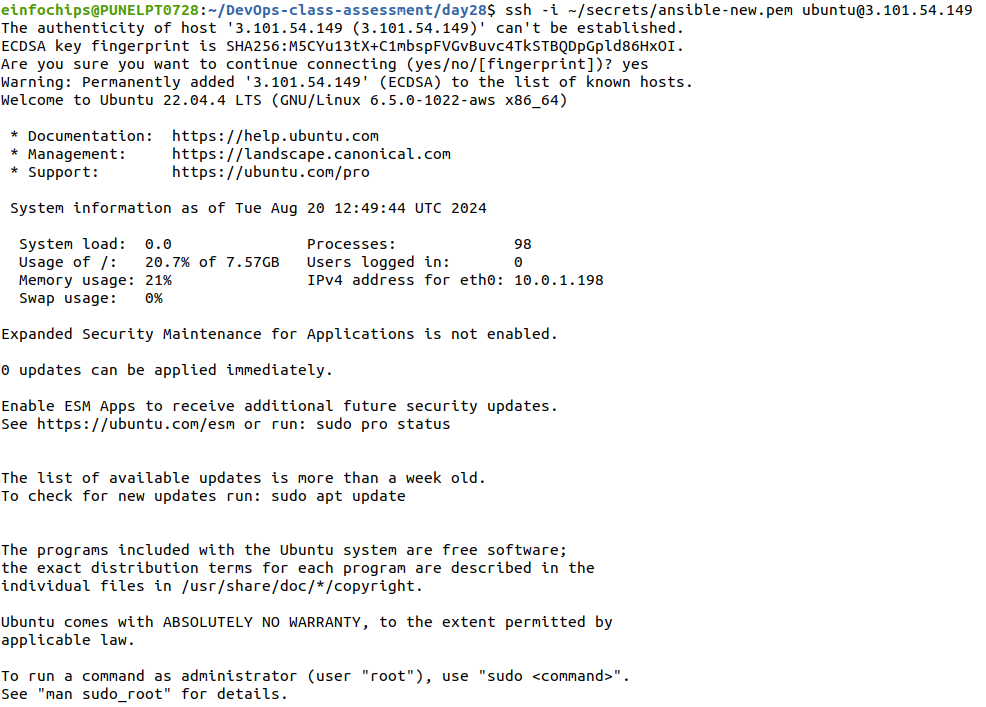 einfochips@PUNELPT0728:~/DevOps-class-assessment/day28$ ssh -i ~/secrets/ansible-new.pem ubuntu@3.101.54.149
The authenticity of host '3.101.54.149 (3.101.54.149)' can't be established.
ECDSA key fingerprint is SHA256:M5CYu13tX+C1mbspFVGvBuvc4TkSTBQDpGpld86HxOI.
Are you sure you want to continue connecting (yes/no/[fingerprint])? yes
Warning: Permanently added '3.101.54.149' (ECDSA) to the list of known hosts.
Welcome to Ubuntu 22.04.4 LTS (GNU/Linux 6.5.0-1022-aws x86_64)

 * Documentation:  https://help.ubuntu.com
 * Management:     https://landscape.canonical.com
 * Support:        https://ubuntu.com/pro

 System information as of Tue Aug 20 12:49:44 UTC 2024

  System load:  0.0               Processes:             98
  Usage of /:   20.7% of 7.57GB   Users logged in:       0
  Memory usage: 21%               IPv4 address for eth0: 10.0.1.198
  Swap usage:   0%

Expanded Security Maintenance for Applications is not enabled.

0 updates can be applied immediately.

Enable ESM Apps to receive additional future security updates.
See https://ubuntu.com/esm or run: sudo pro status

The list of available updates is more than a week old.
To check for new updates run: sudo apt update

The programs included with the Ubuntu system are free software;
the exact distribution terms for each program are described in the
individual files in /usr/share/doc/*/copyright.

Ubuntu comes with ABSOLUTELY NO WARRANTY, to the extent permitted by
applicable law.

To run a command as administrator (user "root"), use "sudo <command>".
See "man sudo_root" for details.